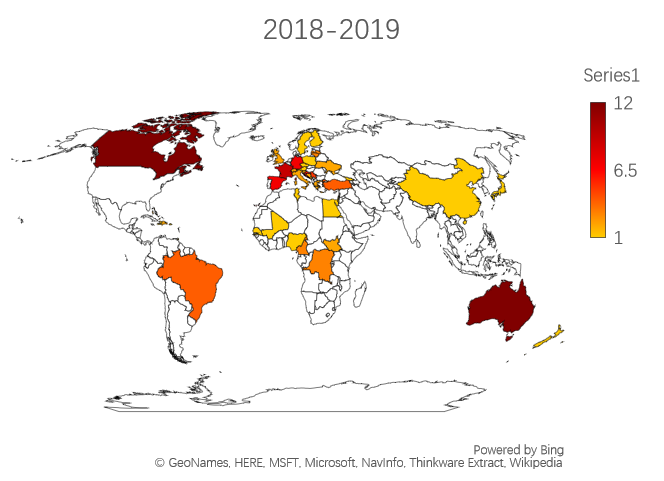 2018-2019
Series1
12
6.5
1
Powered by Bing
© GeoNames, HERE, MSFT, Microsoft, NavInfo, Thinkware Extract, Wikipedia